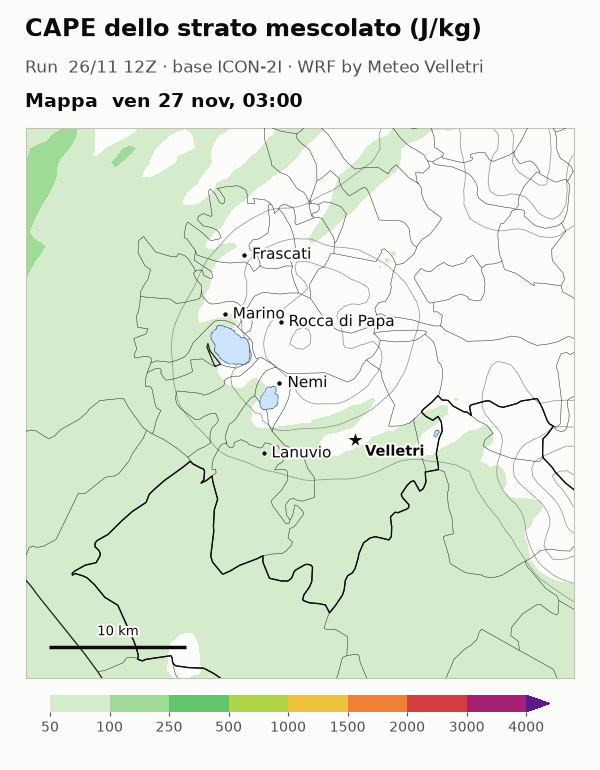 CAPE dello strato mescolato (J/kg)
Run  26/11 12Z · base ICON-2I · WRF by Meteo Velletri
Mappa  ven 27 nov, 03:00
Frascati
Marino
Rocca di Papa
Nemi
Lanuvio
Velletri
10 km
50 100 250 500 1000 1500 2000 3000 4000